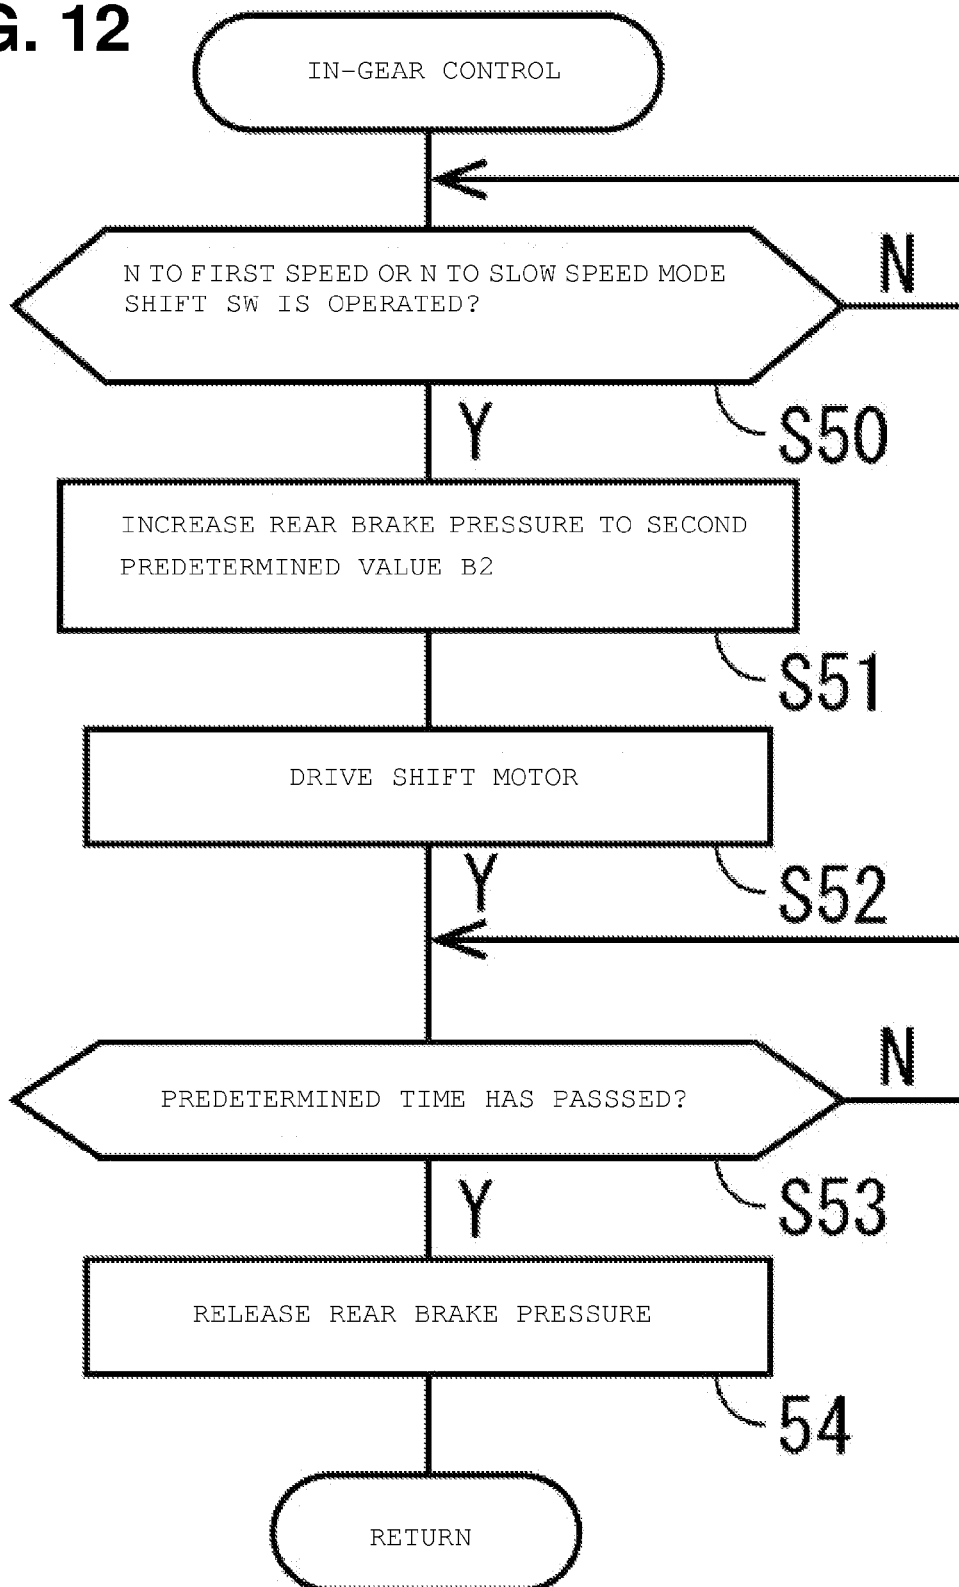 G. 12
IN-GEAR CONTROL
N TO FIRST SPEED OR N TO SLOW SPEED MODE
SHIFT SW IS OPERATED?
N
S50
Y
INCREASE REAR BRAKE PRESSURE TO SECOND
PREDETERMINED VALUE B2
S51
DRIVE SHIFT MOTOR
S52
Y
PREDETERMINED TIME HAS PASSSED?
N
S53
Y
RELEASE REAR BRAKE PRESSURE
54
RETURN